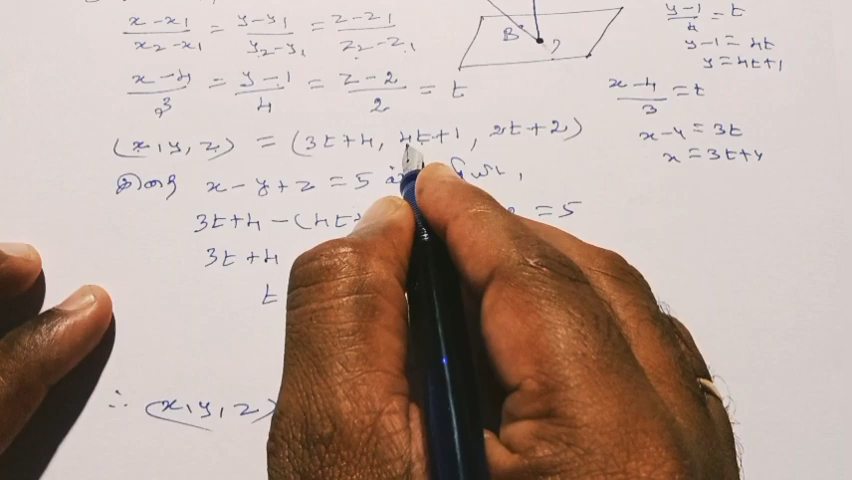 x-x₁/x₂-x₁ = y-y₁/y₂-y₁ = z-z₁/z₂-z₁
x-4/3 = y-1/4 = z-2/2 = t
(x,y,z) = (3t+4, 4t+1, 2t+2)
x-y+z = 5
3t+4-(4t+ = 5
3t+4
t
∴ (x,y,z)
B
?
y-1/4 = t
y-1 = 4t
y = 4t+1
x-4/3 = t
x-4 = 3t
x = 3t+4